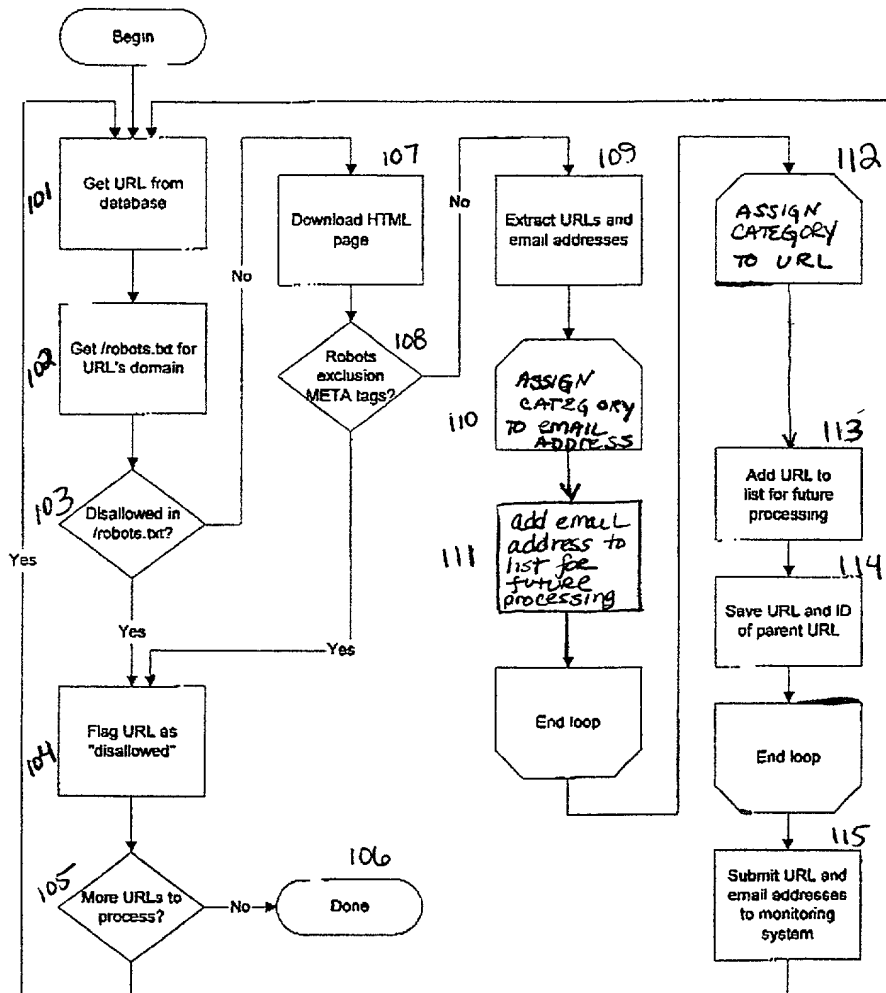 Begin
101
Get URL from
database
102
Get /robots.txt for
URL's domain
103
Disallowed in
/robots.txt?
Yes
No
Yes
104
Flag URL as
"disallowed"
105
More URLs to
process?
No
106
Done
107
Download HTML
page
108
Robots
exclusion
META tags?
No
Yes
109
Extract URLs and
email addresses
110
ASSIGN
CATEGORY
TO EMAIL
ADDRESS
111
add email
address to
list for
future
processing
End loop
112
ASSIGN
CATEGORY
TO URL
113
Add URL to
list for future
processing
114
Save URL and ID
of parent URL
End loop
115
Submit URL and
email addresses
to monitoring
system